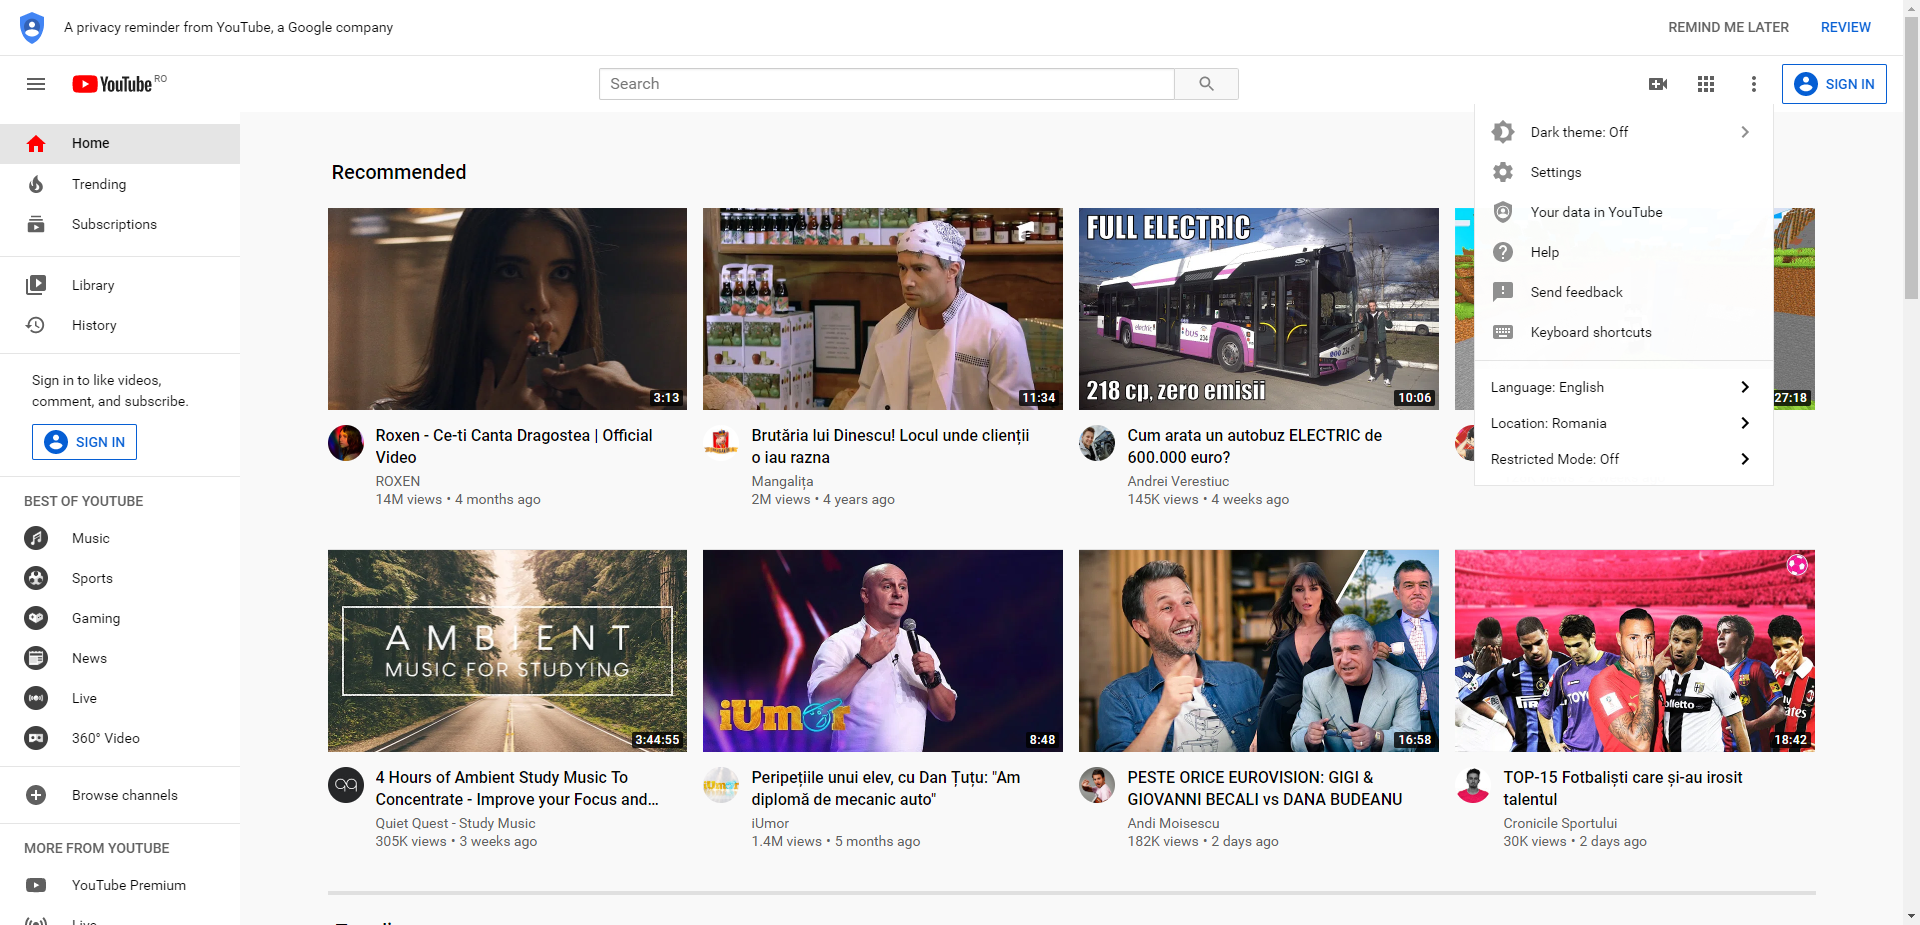 A privacy reminder from YouTube, a Google company
REMIND ME LATER
REVIEW
YouTube RO
Search
SIGN IN
Home
Trending
Subscriptions
Library
History
Sign in to like videos,
comment, and subscribe.
SIGN IN
BEST OF YOUTUBE
Music
Sports
Gaming
News
Live
360° Video
Browse channels
MORE FROM YOUTUBE
YouTube Premium
Live
Dark theme: Off
Settings
Your data in YouTube
Help
Send feedback
Keyboard shortcuts
Language: English
Location: Romania
Restricted Mode: Off
Recommended
3:13
Roxen - Ce-ti Canta Dragostea | Official
Video
ROXEN
14M views • 4 months ago
11:34
Brutăria lui Dinescu! Locul unde clienții
o iau razna
Mangalița
2M views • 4 years ago
FULL ELECTRIC
electric
bus
234
218 cp, zero emisii
10:06
Cum arata un autobuz ELECTRIC de
600.000 euro?
Andrei Verestiuc
145K views • 4 weeks ago
27:18
AMBIENT
MUSIC FOR STUDYING
3:44:55
4 Hours of Ambient Study Music To
Concentrate - Improve your Focus and...
Quiet Quest - Study Music
305K views • 3 weeks ago
iUmor
8:48
Peripețiile unui elev, cu Dan Țuțu: "Am
diplomă de mecanic auto"
iUmor
1.4M views • 5 months ago
16:58
PESTE ORICE EUROVISION: GIGI &
GIOVANNI BECALI vs DANA BUDEANU
Andi Moisescu
182K views • 2 days ago
18:42
TOP-15 Fotbaliști care și-au irosit
talentul
Cronicile Sportului
30K views • 2 days ago